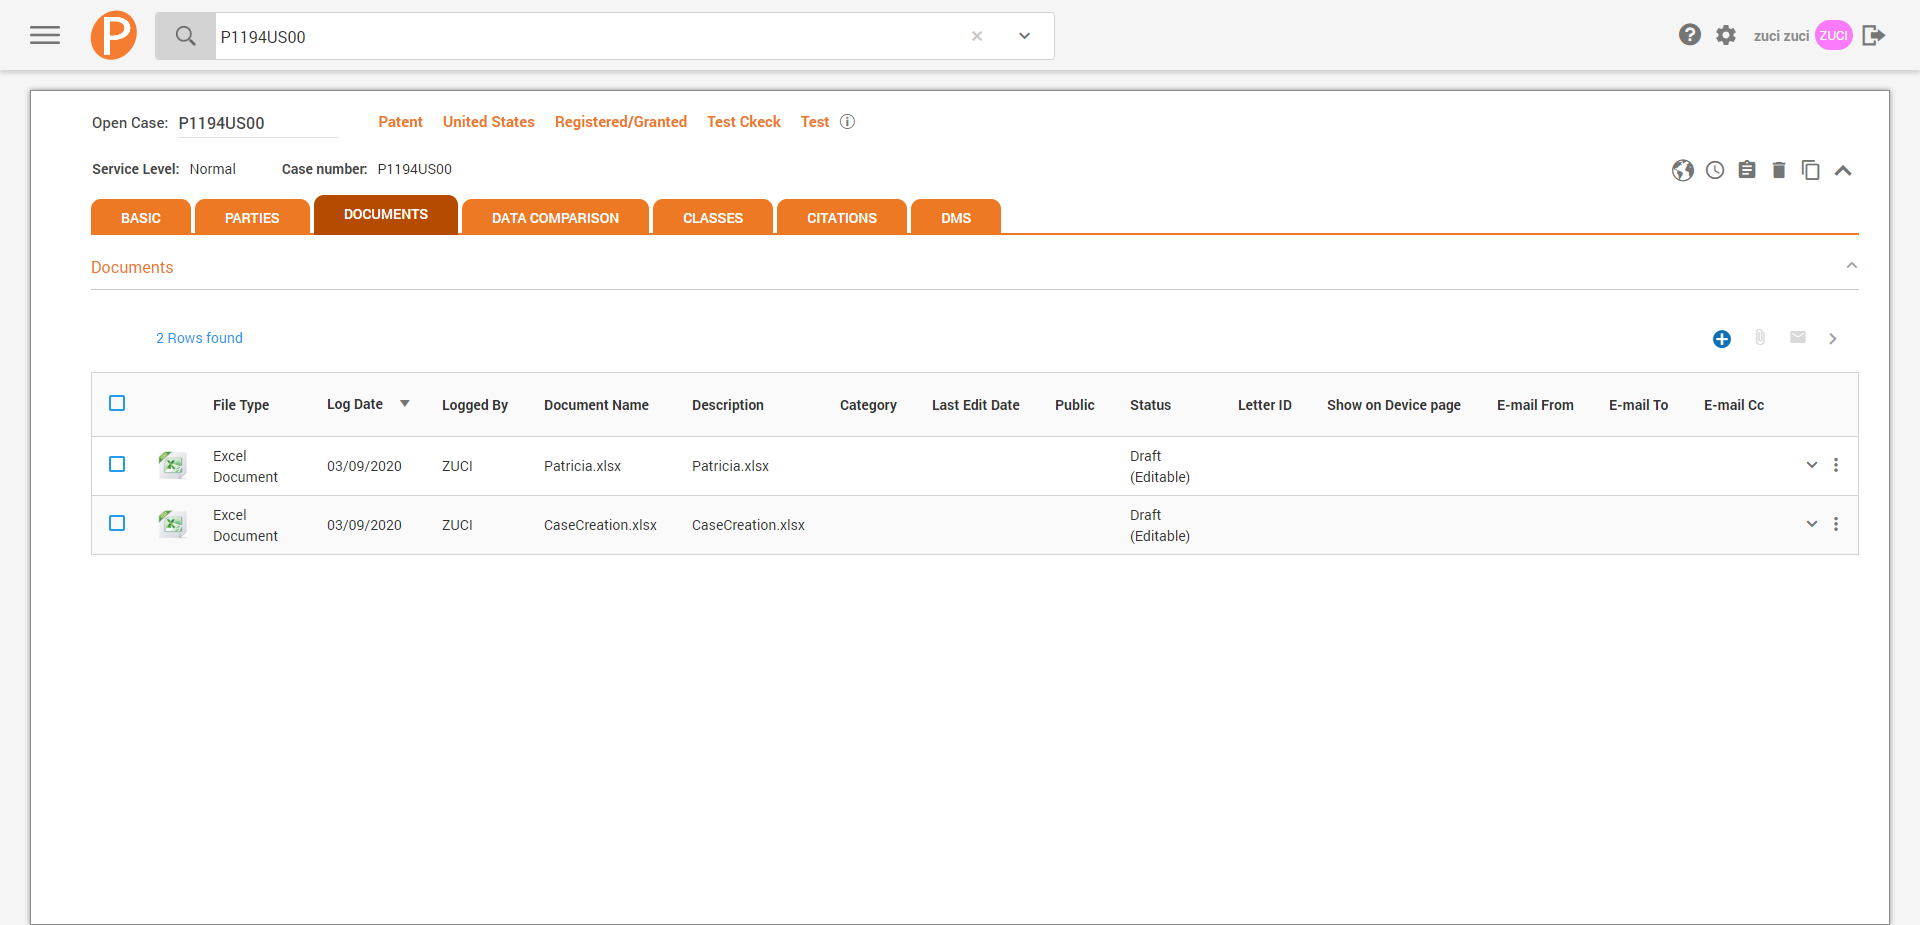 P
P1194US00
zuci zuci ZUCI
Open Case: P1194US00 Patent United States Registered/Granted Test Ckeck Test
Service Level: Normal Case number: P1194US00
BASIC PARTIES DOCUMENTS DATA COMPARISON CLASSES CITATIONS DMS
Documents
2 Rows found
File Type Log Date Logged By Document Name Description Category Last Edit Date Public Status Letter ID Show on Device page E-mail From E-mail To E-mail Cc
Excel Document 03/09/2020 ZUCI Patricia.xlsx Patricia.xlsx Draft (Editable)
Excel Document 03/09/2020 ZUCI CaseCreation.xlsx CaseCreation.xlsx Draft (Editable)